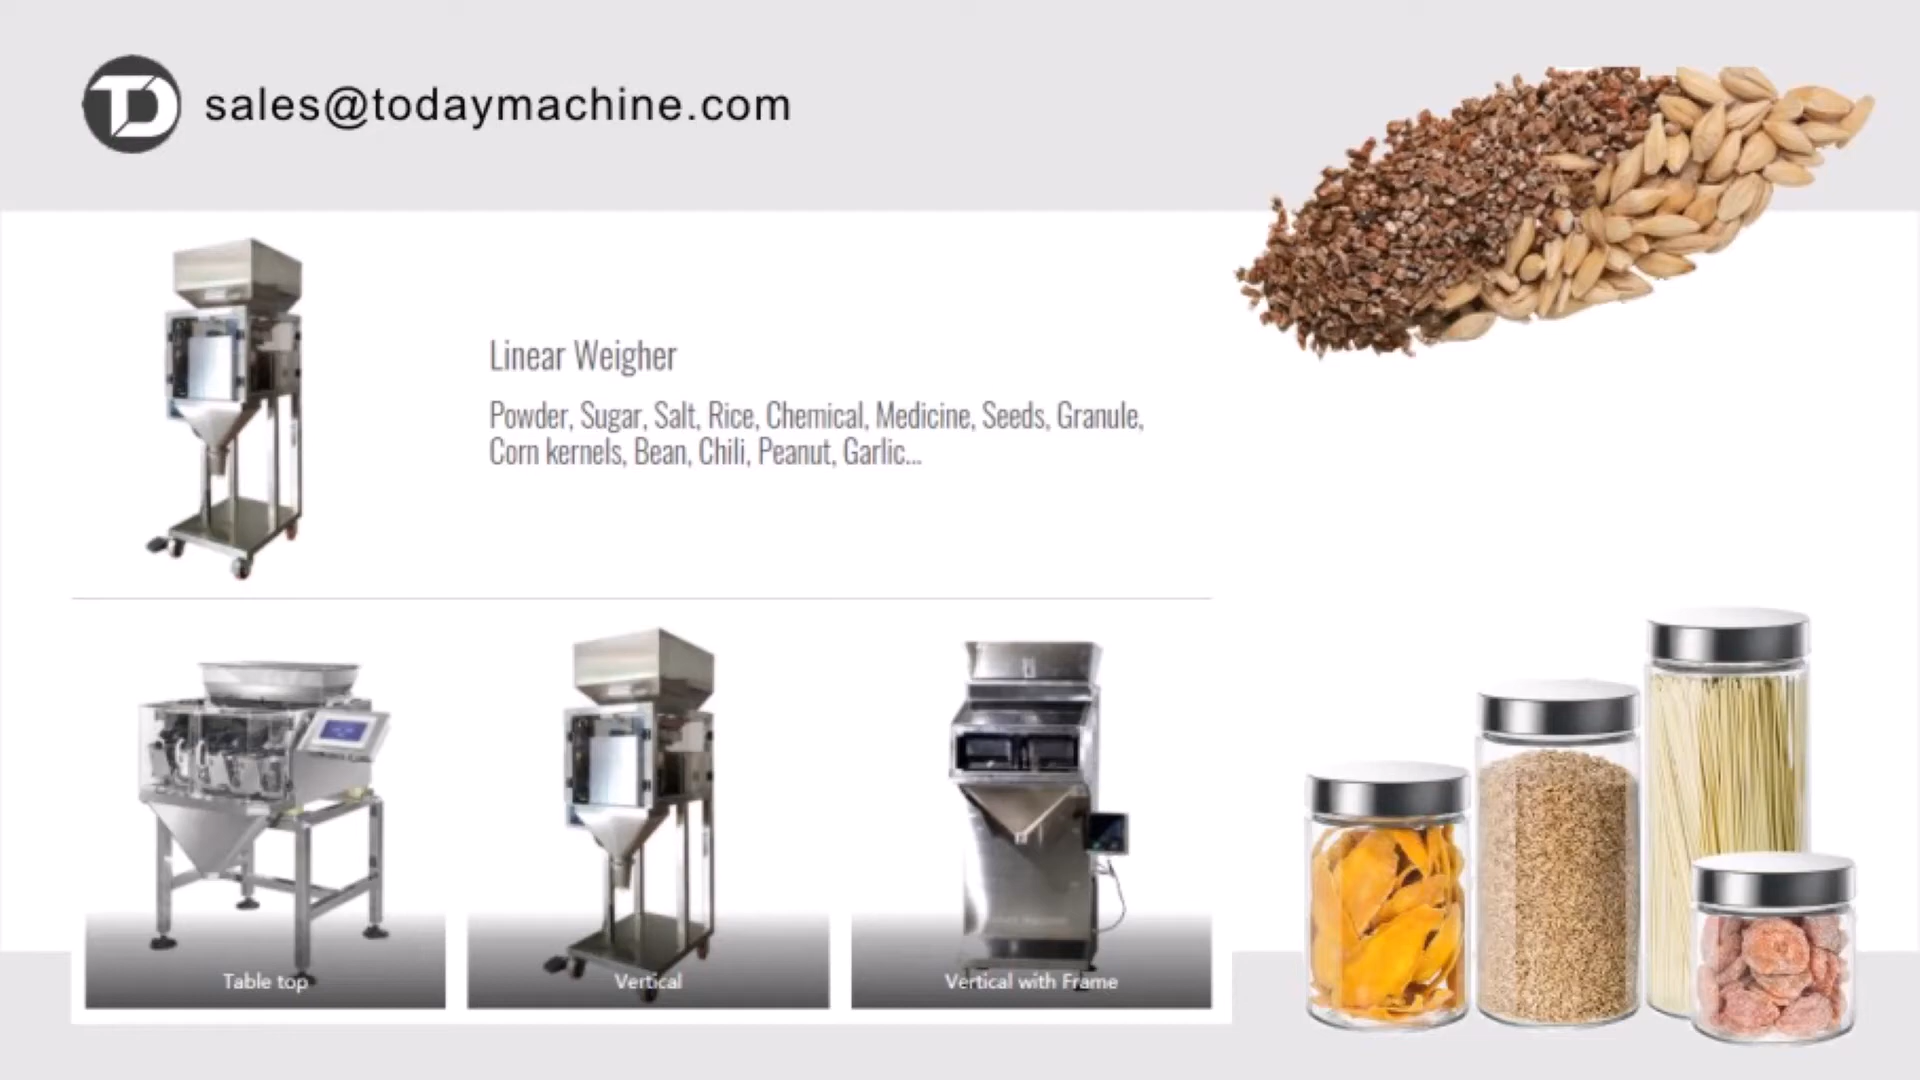 TD
sales@todaymachine.com
Linear Weigher
Powder, Sugar, Salt, Rice, Chemical, Medicine, Seeds, Granule,
Corn kernels, Bean, Chili, Peanut, Garlic...
Table top
Vertical
Vertical with Frame